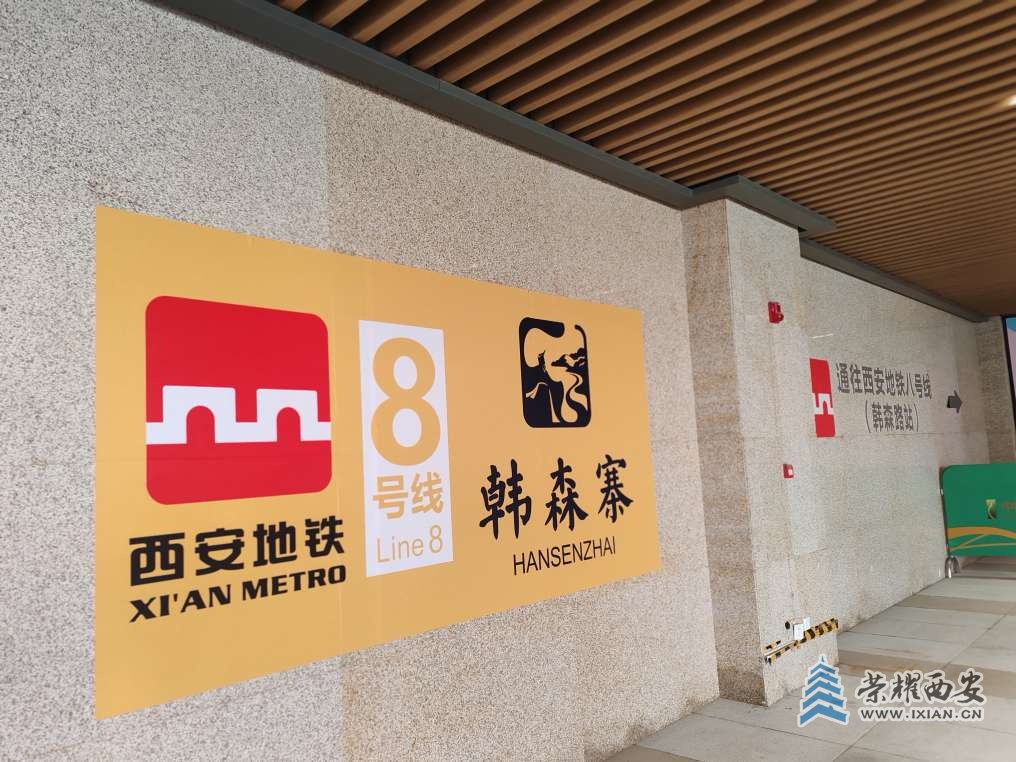 西安地铁
XI'AN METRO
8
号线
Line 8
韩森寨
HANSENZHAI
通往西安地铁八号线
（韩森路站）
荣耀西安
WWW.IXIAN.CN